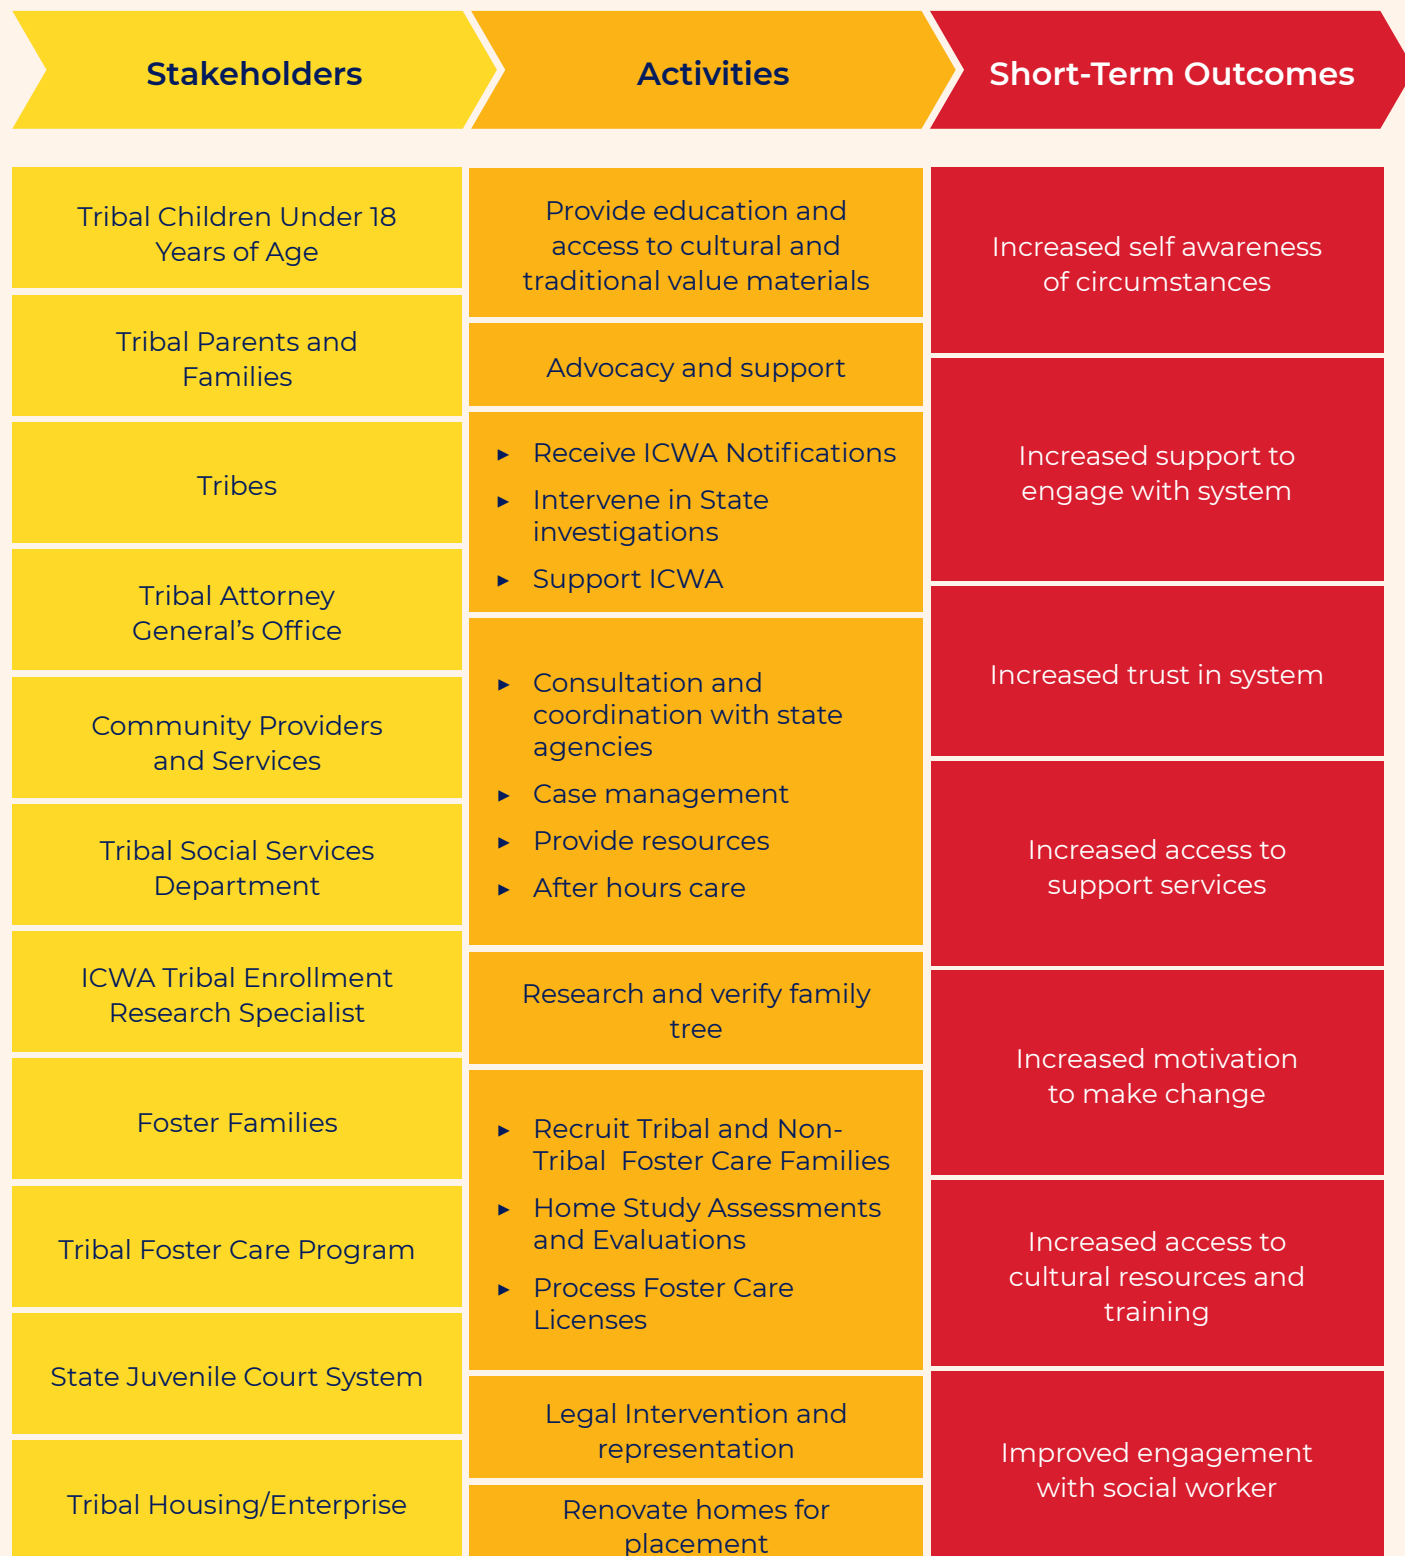 Stakeholders
Activities
Short-Term Outcomes
Tribal Children Under 18
Years of Age
Tribal Parents and
Families
Tribes
Tribal Attorney
General’s Office
Community Providers
and Services
Tribal Social Services
Department
ICWA Tribal Enrollment
Research Specialist
Foster Families
Tribal Foster Care Program
State Juvenile Court System
Tribal Housing/Enterprise
Provide education and
access to cultural and
traditional value materials
Advocacy and support
▸ Receive ICWA Notifications
▸ Intervene in State
investigations
▸ Support ICWA
▸ Consultation and
coordination with state
agencies
▸ Case management
▸ Provide resources
▸ After hours care
Research and verify family
tree
▸ Recruit Tribal and Non-
Tribal Foster Care Families
▸ Home Study Assessments
and Evaluations
▸ Process Foster Care
Licenses
Legal Intervention and
representation
Renovate homes for
placement
Increased self awareness
of circumstances
Increased support to
engage with system
Increased trust in system
Increased access to
support services
Increased motivation
to make change
Increased access to
cultural resources and
training
Improved engagement
with social worker